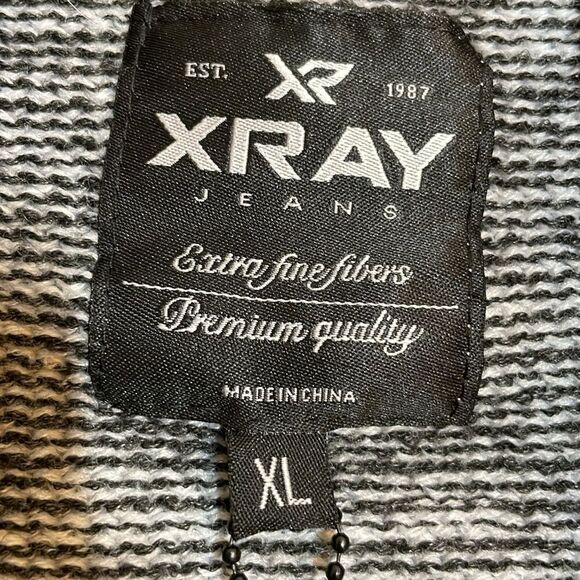 XR
EST. 1987
XRAY
JEANS
Extra fine fibers
Premium quality
MADE IN CHINA
XL